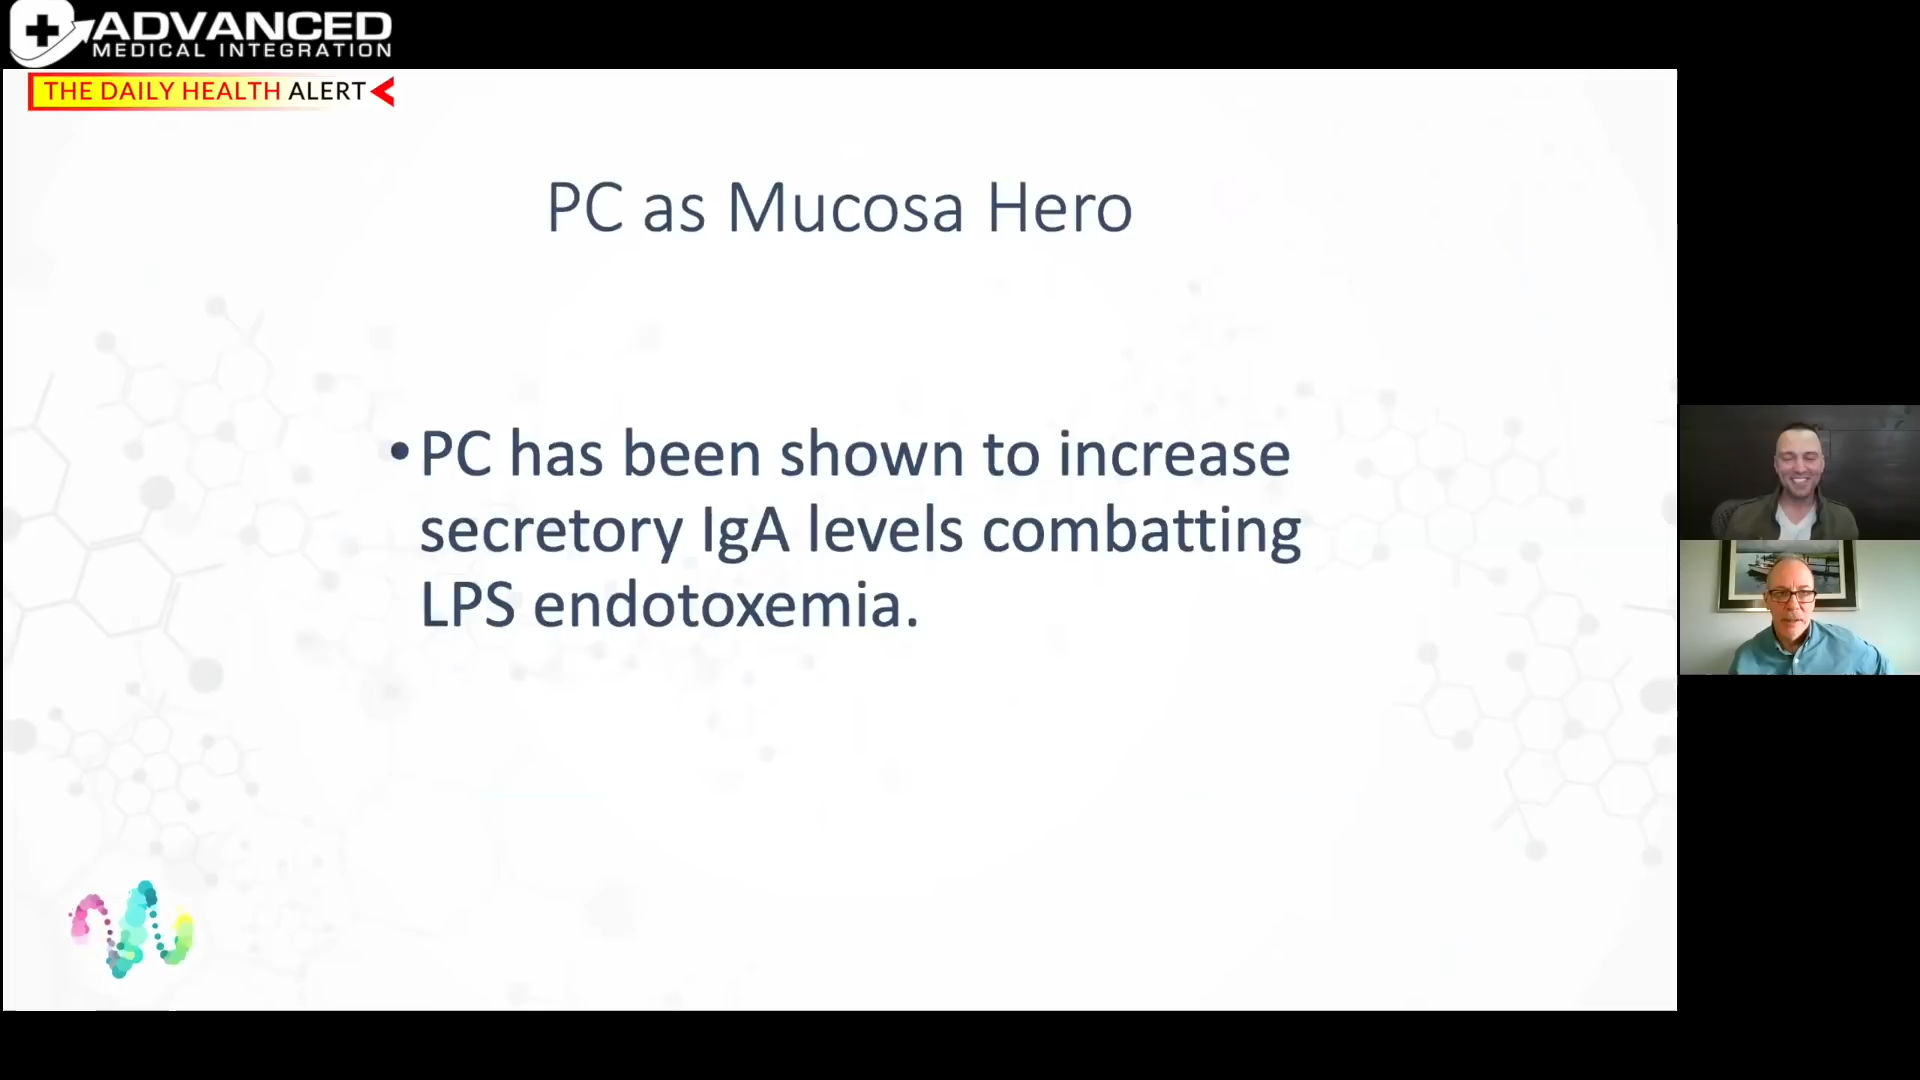 ADVANCED
MEDICAL INTEGRATION
THE DAILY HEALTH ALERT
PC as Mucosa Hero
•PC has been shown to increase
secretory IgA levels combatting
LPS endotoxemia.